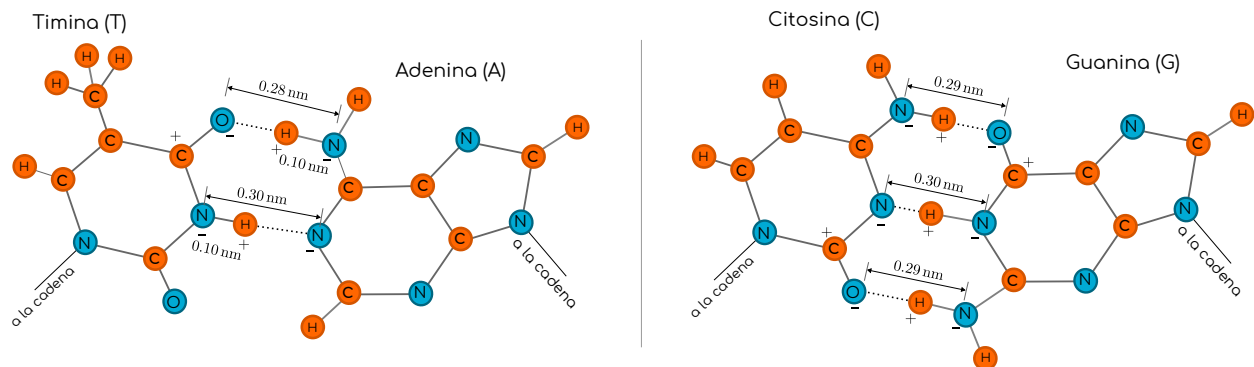 Timina (T)
Adenina (A)
H
H
H
C
0.28 nm
H
O
-
H
+
0.10 nm
N
-
C
+
C
N
H
C
H
C
C
C
0.30 nm
N
-
H
+
0.10 nm
N
-
N
N
C
C
C
N
O
H
a la cadena
a la cadena
Citosina (C)
Guanina (G)
H
0.29 nm
H
N
-
H
+
O
-
N
H
C
C
C
H
C
C
+
C
0.30 nm
N
-
H
+
N
-
C
N
N
C
+
0.29 nm
C
N
O
-
H
+
N
-
H
a la cadena
a la cadena